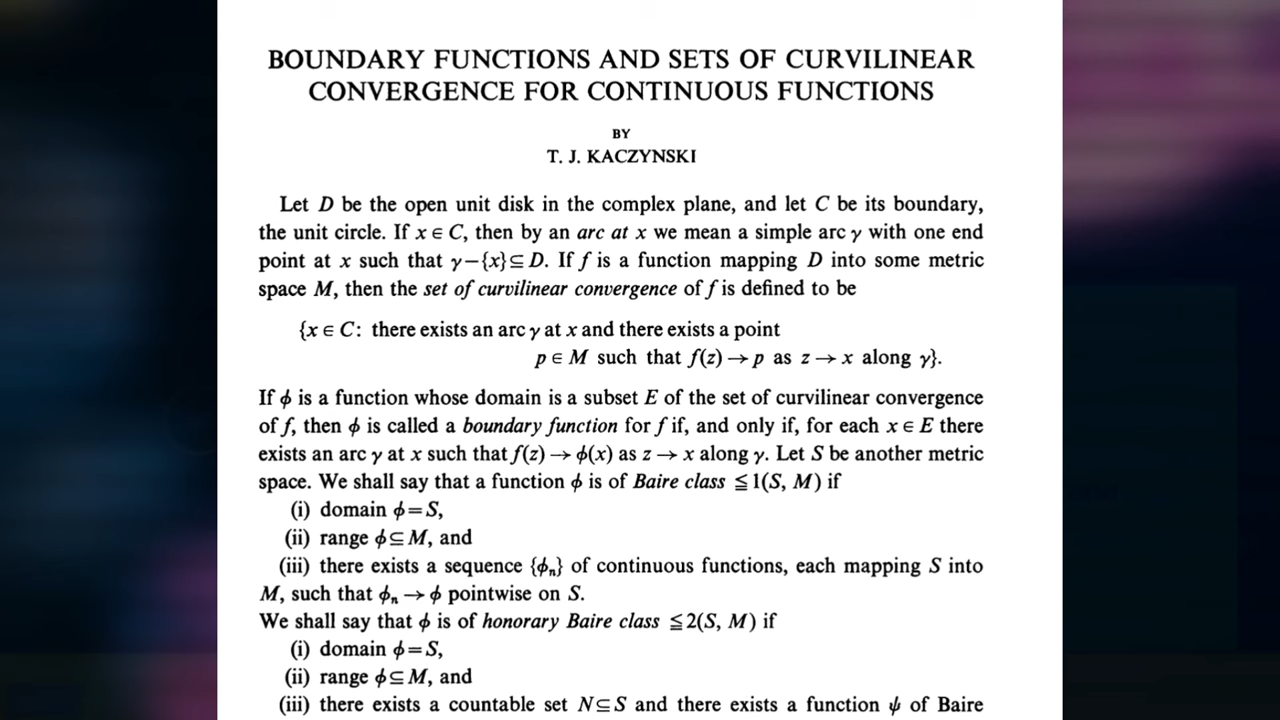 BOUNDARY FUNCTIONS AND SETS OF CURVILINEAR
CONVERGENCE FOR CONTINUOUS FUNCTIONS
BY
T. J. KACZYNSKI
Let D be the open unit disk in the complex plane, and let C be its boundary,
the unit circle. If x ∈ C, then by an arc at x we mean a simple arc γ with one end
point at x such that γ−{x}⊆D. If f is a function mapping D into some metric
space M, then the set of curvilinear convergence of f is defined to be
{x ∈ C: there exists an arc γ at x and there exists a point
p ∈ M such that f(z) → p as z → x along γ}.
If ϕ is a function whose domain is a subset E of the set of curvilinear convergence
of f, then ϕ is called a boundary function for f if, and only if, for each x ∈ E there
exists an arc γ at x such that f(z) → ϕ(x) as z → x along γ. Let S be another metric
space. We shall say that a function ϕ is of Baire class ≦1(S, M) if
(i) domain ϕ=S,
(ii) range ϕ⊆M, and
(iii) there exists a sequence {ϕₙ} of continuous functions, each mapping S into
M, such that ϕₙ → ϕ pointwise on S.
We shall say that ϕ is of honorary Baire class ≦2(S, M) if
(i) domain ϕ=S,
(ii) range ϕ⊆M, and
(iii) there exists a countable set N⊆S and there exists a function ψ of Baire